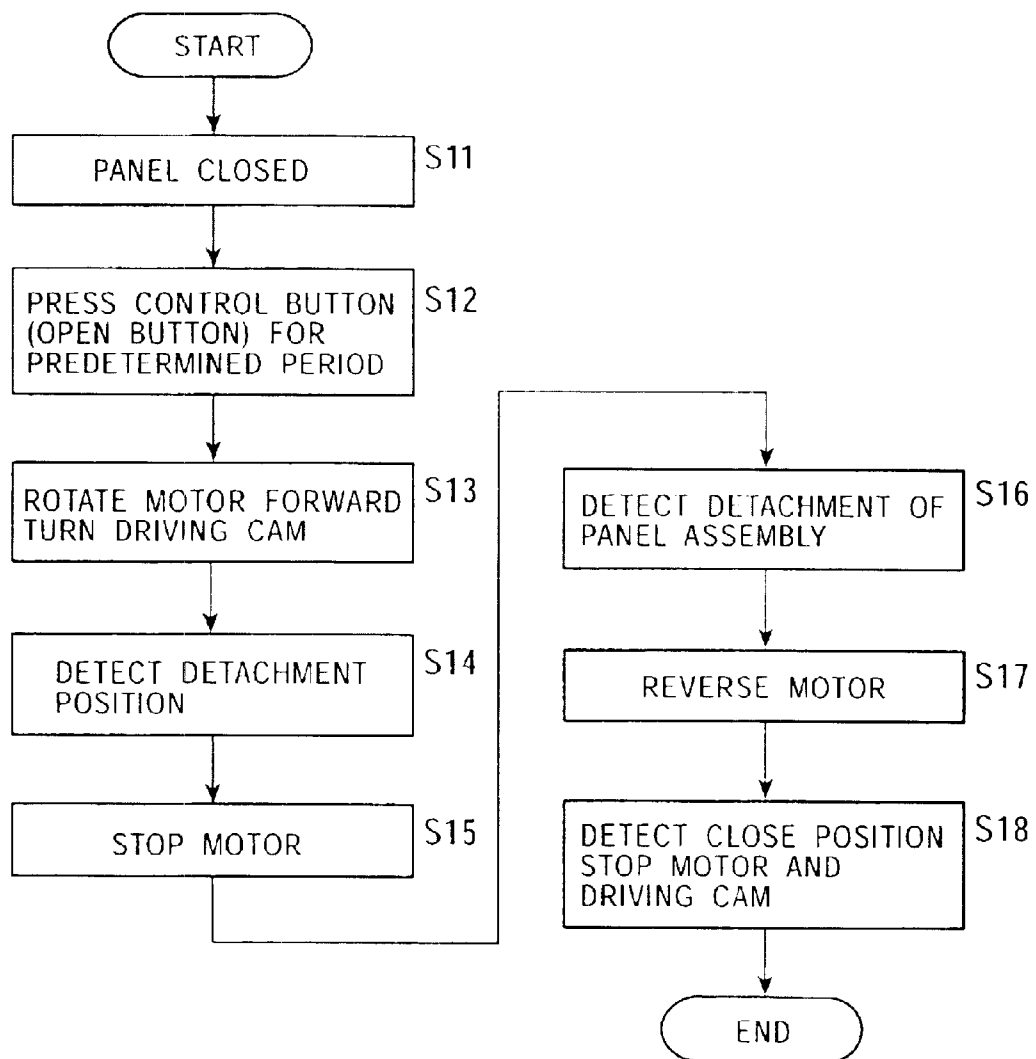 START
PANEL CLOSED
S11
PRESS CONTROL BUTTON
(OPEN BUTTON) FOR
PREDETERMINED PERIOD
S12
ROTATE MOTOR FORWARD
TURN DRIVING CAM
S13
DETECT DETACHMENT
POSITION
S14
STOP MOTOR
S15
DETECT DETACHMENT OF
PANEL ASSEMBLY
S16
REVERSE MOTOR
S17
DETECT CLOSE POSITION
STOP MOTOR AND
DRIVING CAM
S18
END